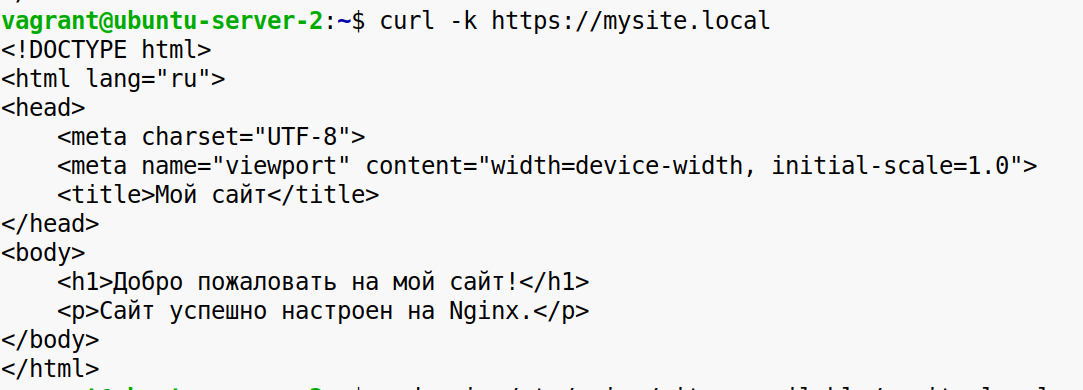 vagrant@ubuntu-server-2:~$ curl -k https://mysite.local
<!DOCTYPE html>
<html lang="ru">
<head>
    <meta charset="UTF-8">
    <meta name="viewport" content="width=device-width, initial-scale=1.0">
    <title>Мой сайт</title>
</head>
<body>
    <h1>Добро пожаловать на мой сайт!</h1>
    <p>Сайт успешно настроен на Nginx.</p>
</body>
</html>